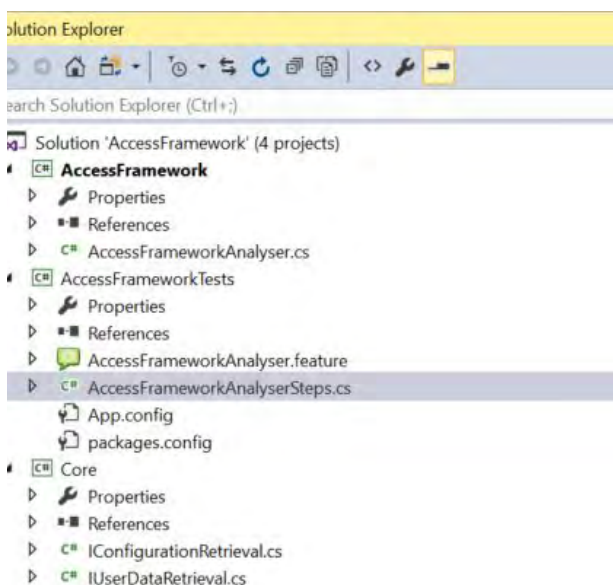 olution Explorer
earch Solution Explorer (Ctrl+;)
Solution 'AccessFramework' (4 projects)
C# AccessFramework
Properties
References
C# AccessFrameworkAnalyser.cs
C# AccessFrameworkTests
Properties
References
AccessFrameworkAnalyser.feature
C# AccessFrameworkAnalyserSteps.cs
App.config
packages.config
C# Core
Properties
References
C# IConfigurationRetrieval.cs
C# IUserDataRetrieval.cs